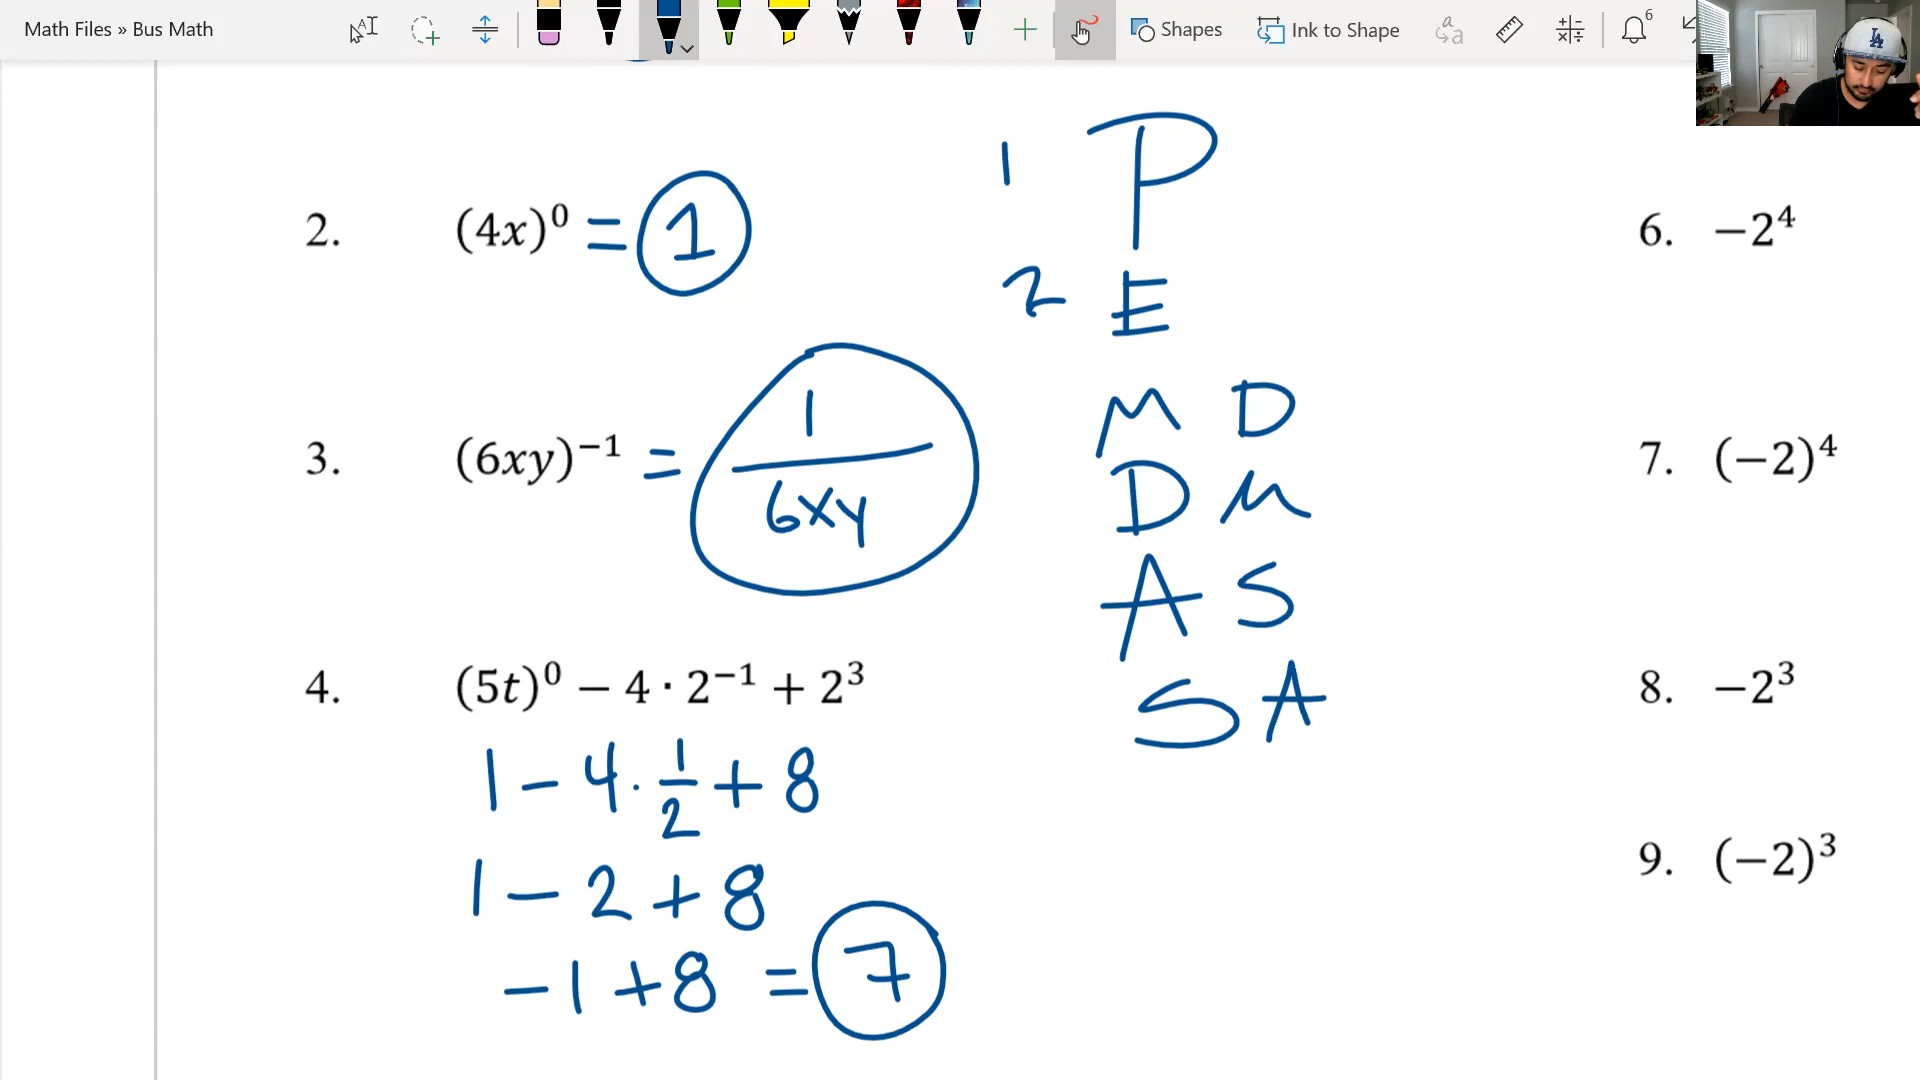 Math Files » Bus Math
Shapes
Ink to Shape
6
LA
2. (4x)⁰ = 1
3. (6xy)⁻¹ = 1/6xy
4. (5t)⁰ − 4 · 2⁻¹ + 2³
1 − 4 · 1/2 + 8
1 − 2 + 8
−1 + 8 = 7
1 P
2 E
M D
D M
A S
S A
6. −2⁴
7. (−2)⁴
8. −2³
9. (−2)³